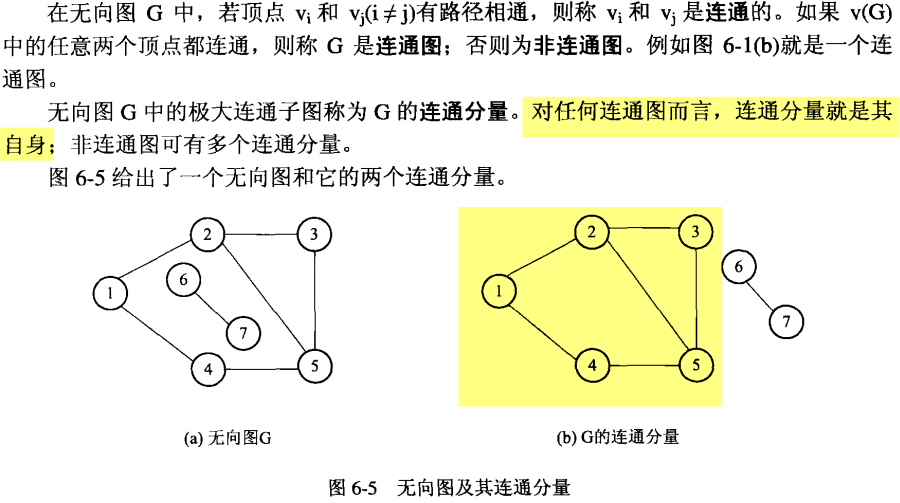 在无向图 G 中，若顶点 vi 和 vj(i ≠ j)有路径相通，则称 vi 和 vj 是连通的。如果 v(G)
中的任意两个顶点都连通，则称 G 是连通图；否则为非连通图。例如图 6-1(b)就是一个连
通图。
无向图 G 中的极大连通子图称为 G 的连通分量。对任何连通图而言，连通分量就是其
自身；非连通图可有多个连通分量。
图 6-5 给出了一个无向图和它的两个连通分量。
2 3
6
1
7
4 5
2 3
6
1
7
4 5
(a) 无向图G
(b) G的连通分量
图 6-5 无向图及其连通分量